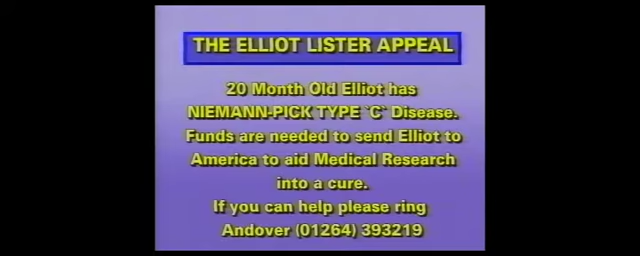 THE ELLIOT LISTER APPEAL
20 Month Old Elliot has
NIEMANN-PICK TYPE `C` Disease.
Funds are needed to send Elliot to
America to aid Medical Research
into a cure.
If you can help please ring
Andover (01264) 393219